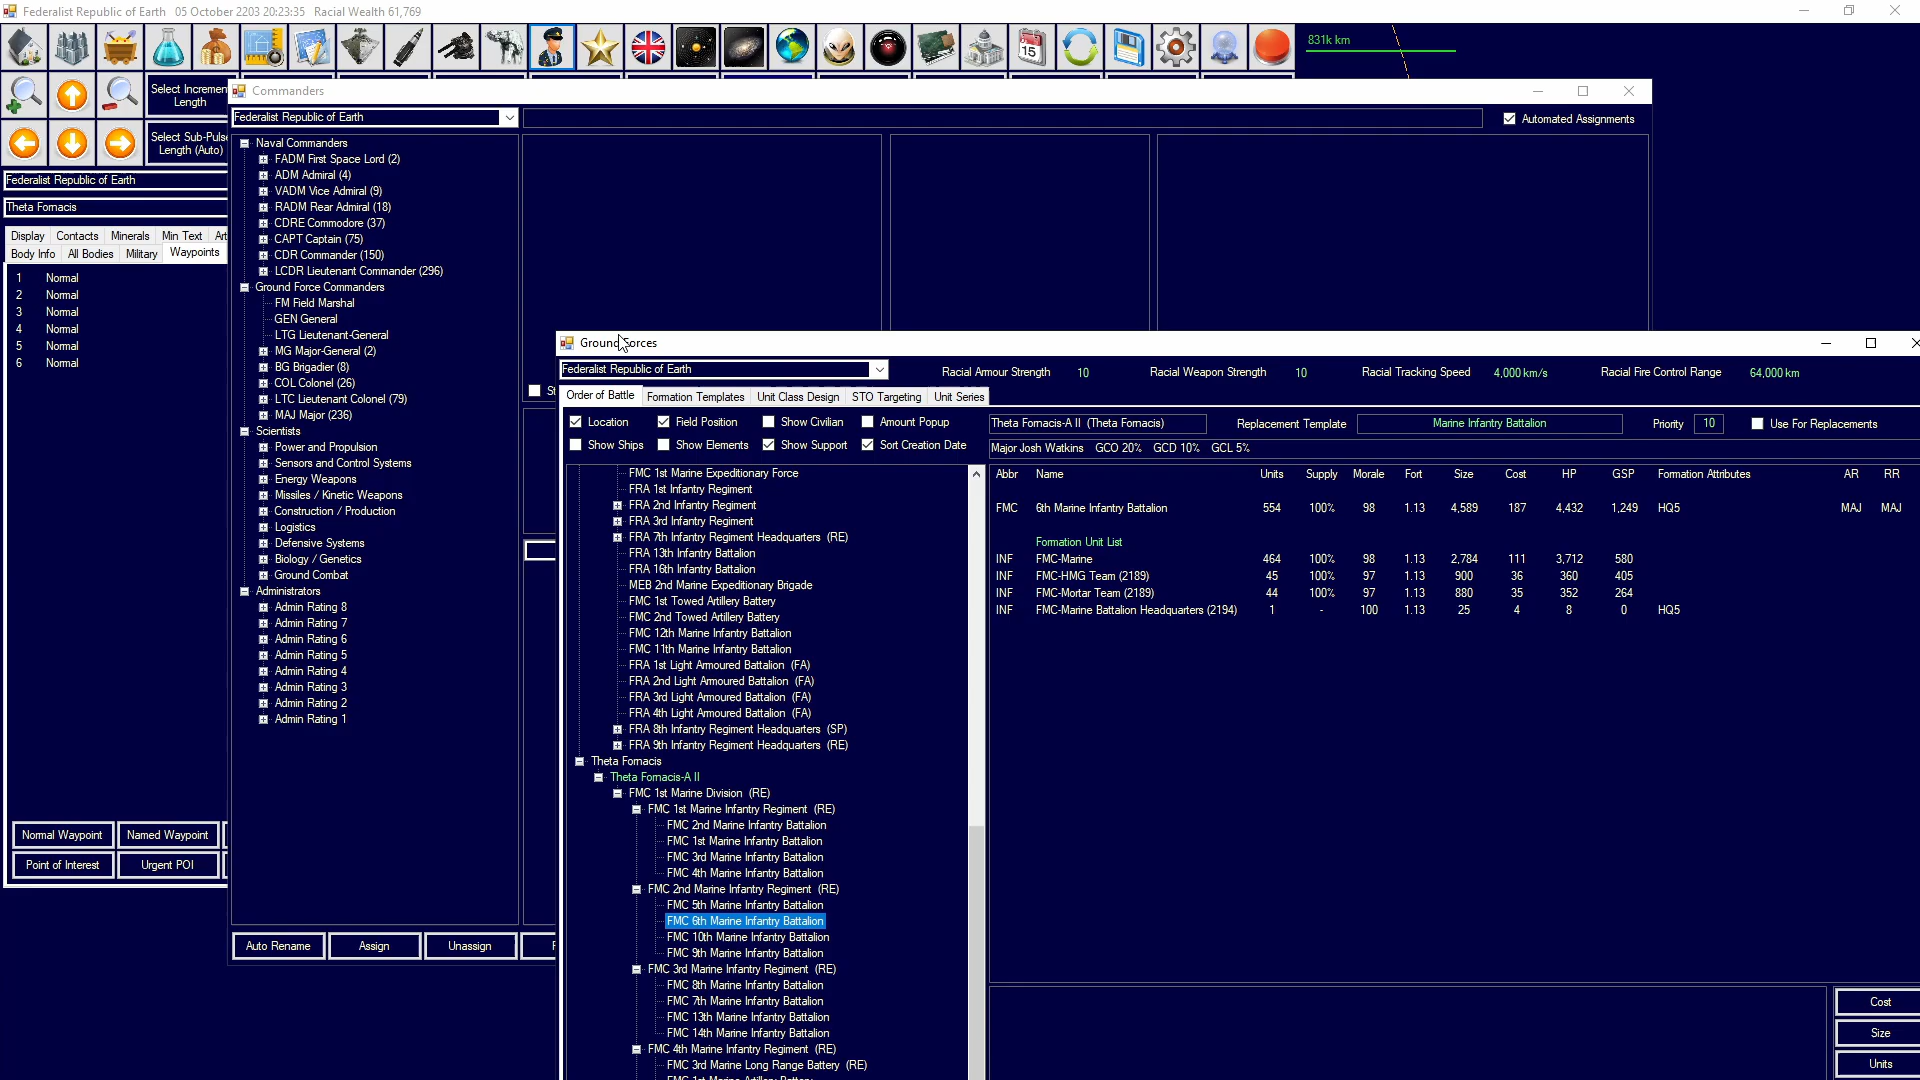 Federalist Republic of Earth   05 October 2203 20:23:35   Racial Wealth 61,769
831k km
Select Increment Length
Select Sub-Pulse Length (Auto)
Federalist Republic of Earth
Theta Fornacis
Display Contacts Minerals Min Text
Body Info All Bodies Military Waypoints
1 Normal
2 Normal
3 Normal
4 Normal
5 Normal
6 Normal
Normal Waypoint Named Waypoint
Point of Interest Urgent POI
Commanders
Federalist Republic of Earth
Automated Assignments
Naval Commanders
FADM First Space Lord (2)
ADM Admiral (4)
VADM Vice Admiral (9)
RADM Rear Admiral (18)
CDRE Commodore (37)
CAPT Captain (75)
CDR Commander (150)
LCDR Lieutenant Commander (296)
Ground Force Commanders
FM Field Marshal
GEN General
LTG Lieutenant-General
MG Major-General (2)
BG Brigadier (8)
COL Colonel (26)
LTC Lieutenant Colonel (79)
MAJ Major (236)
Scientists
Power and Propulsion
Sensors and Control Systems
Energy Weapons
Missiles / Kinetic Weapons
Construction / Production
Logistics
Defensive Systems
Biology / Genetics
Ground Combat
Administrators
Admin Rating 8
Admin Rating 7
Admin Rating 6
Admin Rating 5
Admin Rating 4
Admin Rating 3
Admin Rating 2
Admin Rating 1
Auto Rename Assign Unassign
Ground Forces
Federalist Republic of Earth
Racial Armour Strength 10 Racial Weapon Strength 10 Racial Tracking Speed 4,000 km/s Racial Fire Control Range 64,000 km
Order of Battle Formation Templates Unit Class Design STO Targeting Unit Series
Location Field Position Show Civilian Amount Popup
Show Ships Show Elements Show Support Sort Creation Date
Theta Fornacis-A II (Theta Fornacis) Replacement Template Marine Infantry Battalion Priority 10 Use For Replacements
Major Josh Watkins GCO 20% GCD 10% GCL 5%
FMC 1st Marine Expeditionary Force
FRA 1st Infantry Regiment
FRA 2nd Infantry Regiment
FRA 3rd Infantry Regiment
FRA 7th Infantry Regiment Headquarters (RE)
FRA 13th Infantry Battalion
FRA 16th Infantry Battalion
MEB 2nd Marine Expeditionary Brigade
FMC 1st Towed Artillery Battery
FMC 2nd Towed Artillery Battery
FMC 12th Marine Infantry Battalion
FMC 11th Marine Infantry Battalion
FRA 1st Light Armoured Battalion (FA)
FRA 2nd Light Armoured Battalion (FA)
FRA 3rd Light Armoured Battalion (FA)
FRA 4th Light Armoured Battalion (FA)
FRA 8th Infantry Regiment Headquarters (SP)
FRA 9th Infantry Regiment Headquarters (RE)
Theta Fornacis
Theta Fornacis-A II
FMC 1st Marine Division (RE)
FMC 1st Marine Infantry Regiment (RE)
FMC 2nd Marine Infantry Battalion
FMC 1st Marine Infantry Battalion
FMC 3rd Marine Infantry Battalion
FMC 4th Marine Infantry Battalion
FMC 2nd Marine Infantry Regiment (RE)
FMC 5th Marine Infantry Battalion
FMC 6th Marine Infantry Battalion
FMC 10th Marine Infantry Battalion
FMC 9th Marine Infantry Battalion
FMC 3rd Marine Infantry Regiment (RE)
FMC 8th Marine Infantry Battalion
FMC 7th Marine Infantry Battalion
FMC 13th Marine Infantry Battalion
FMC 14th Marine Infantry Battalion
FMC 4th Marine Infantry Regiment (RE)
FMC 3rd Marine Long Range Battery (RE)
FMC 1st Marine Artillery Battery
Abbr Name Units Supply Morale Fort Size Cost HP GSP Formation Attributes AR RR
FMC 6th Marine Infantry Battalion 554 100% 98 1.13 4,589 187 4,432 1,249 HQ5 MAJ MAJ
Formation Unit List
INF FMC-Marine 464 100% 98 1.13 2,784 111 3,712 580
INF FMC-HMG Team (2189) 45 100% 97 1.13 900 36 360 405
INF FMC-Mortar Team (2189) 44 100% 97 1.13 880 35 352 264
INF FMC-Marine Battalion Headquarters (2194) 1 - 100 1.13 25 4 8 0 HQ5
Cost
Size
Units